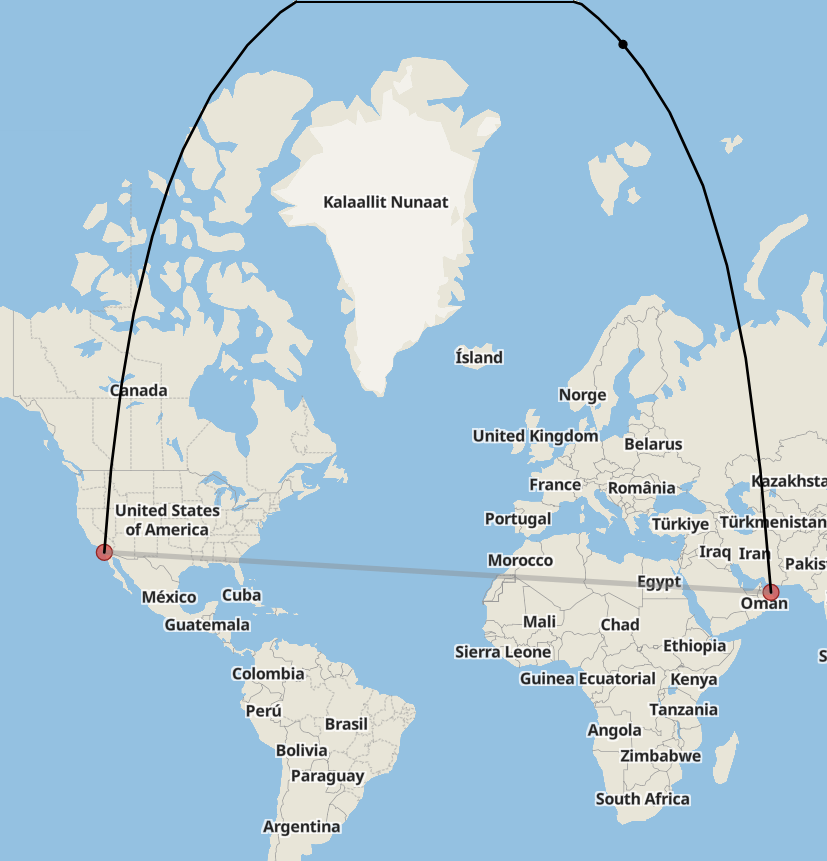 Kalaallit Nunaat
Ísland
Canada
Norge
United Kingdom
Belarus
France
România
Kazakhsta
United States
of America
Portugal
Türkiye
Türkmenistan
Morocco
Iraq
Iran
Pakis
México
Cuba
Egypt
Oman
Guatemala
Mali
Chad
Ethiopia
Sierra Leone
S
Colombia
Guinea Ecuatorial
Kenya
Perú
Tanzania
Brasil
Angola
Bolivia
Zimbabwe
Paraguay
South Africa
Argentina